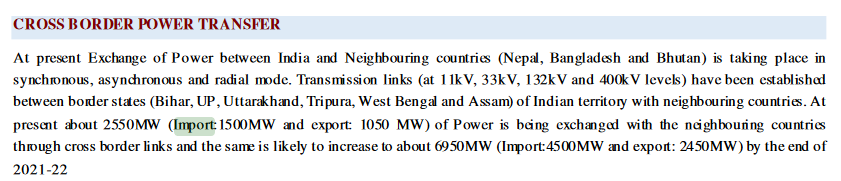 CROSS BORDER POWER TRANSFER
At present Exchange of Power between India and Neighbouring countries (Nepal, Bangladesh and Bhutan) is taking place in
synchronous, asynchronous and radial mode. Transmission links (at 11kV, 33kV, 132kV and 400kV levels) have been established
between border states (Bihar, UP, Uttarakhand, Tripura, West Bengal and Assam) of Indian territory with neighbouring countries. At
present about 2550MW (Import:1500MW and export: 1050 MW) of Power is being exchanged with the neighbouring countries
through cross border links and the same is likely to increase to about 6950MW (Import:4500MW and export: 2450MW) by the end of
2021-22